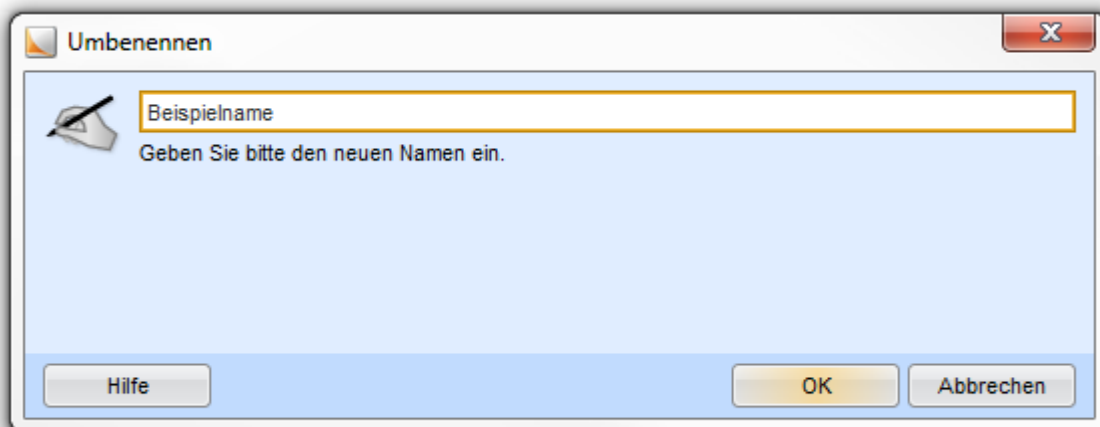 Umbenennen
Beispielname
Geben Sie bitte den neuen Namen ein.
Hilfe OK Abbrechen